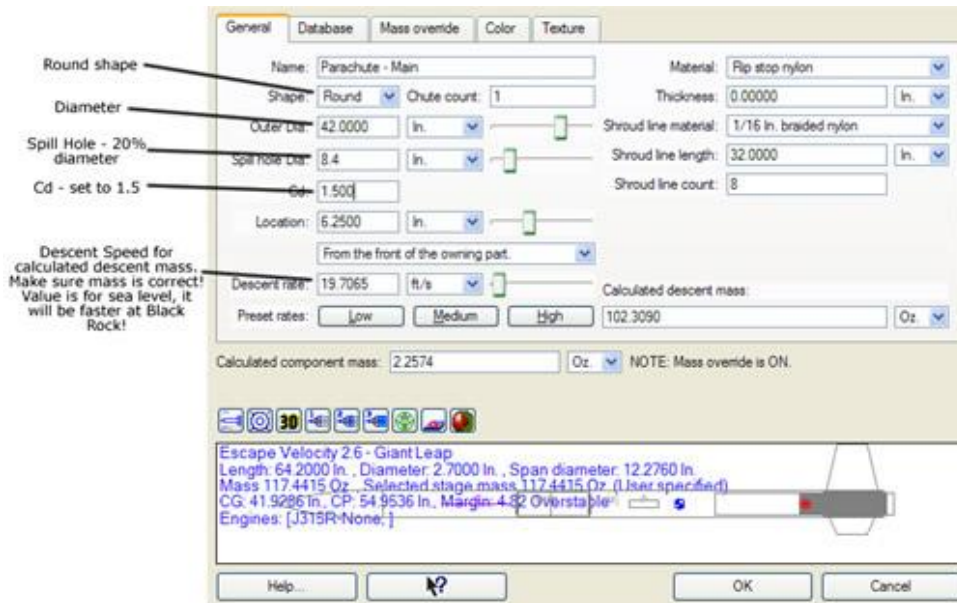 General Database Mass override Color Texture
Round shape
Name: Parachute - Main
Material: Rip stop nylon
Shape: Round Chute count: 1
Thickness: 0.00000 In.
Diameter
Outer Dia: 42.0000 In.
Shroud line material: 1/16 In. braided nylon
Spill Hole - 20%
diameter
Spill hole Dia: 8.4 In.
Shroud line length: 32.0000 In.
Cd - set to 1.5
Cd: 1.500
Shroud line count: 8
Location: 6.2500 In.
From the front of the owning part.
Descent Speed for
calculated descent mass.
Make sure mass is correct!
Value is for sea level, it
will be faster at Black
Rock!
Descent rate: 19.7065 ft/s
Calculated descent mass:
Preset rates: Low Medium High
102.3090 Oz.
Calculated component mass: 2.2574 Oz. NOTE: Mass override is ON.
3D
Escape Velocity 2.6 - Giant Leap
Length: 64.2000 In. , Diameter: 2.7000 In. , Span diameter: 12.2760 In.
Mass 117.4415 Oz. , Selected stage mass 117.4415 Oz. (User specified)
CG: 41.9286 In., CP: 54.9536 In., Margin: 4.82 Overstable
Engines: [J315R-None, ]
Help... ? OK Cancel